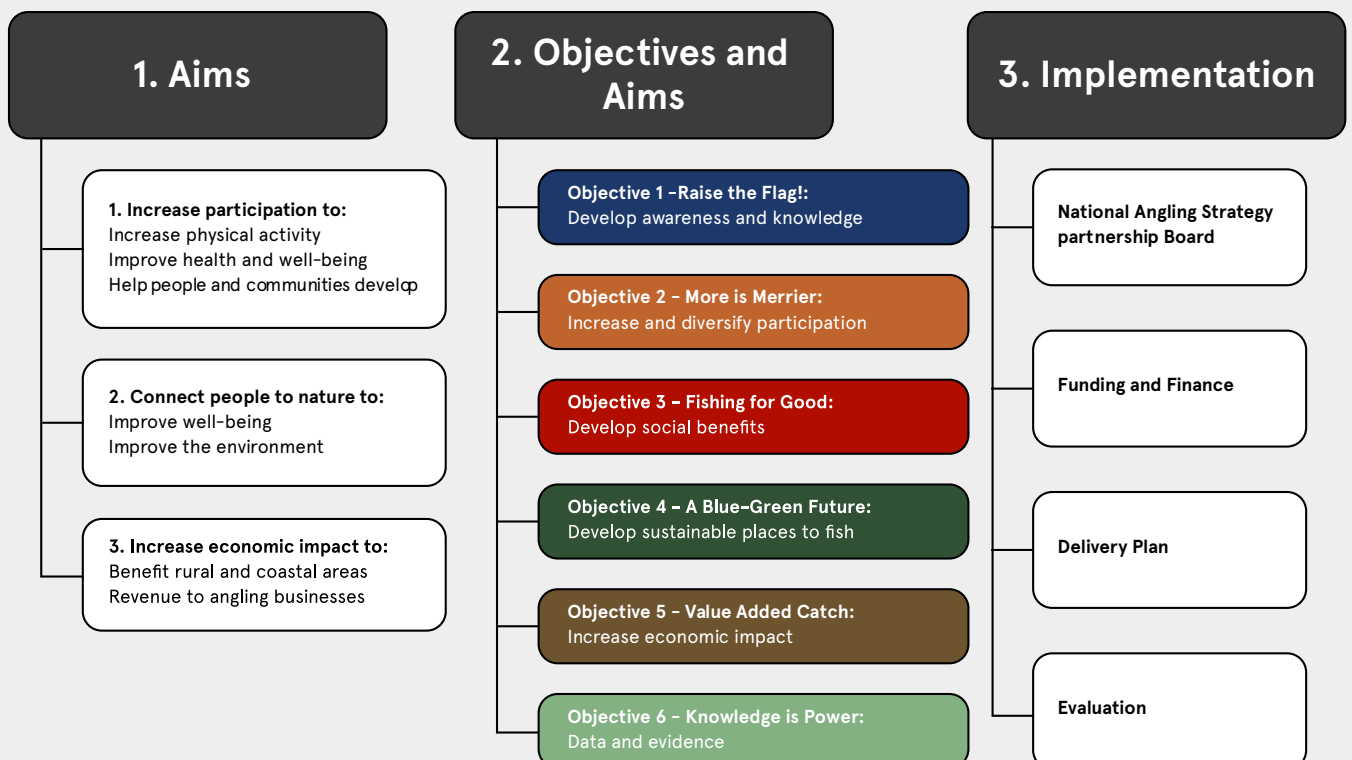 1. Aims
1. Increase participation to:
Increase physical activity
Improve health and well-being
Help people and communities develop
2. Connect people to nature to:
Improve well-being
Improve the environment
3. Increase economic impact to:
Benefit rural and coastal areas
Revenue to angling businesses
2. Objectives and
Aims
Objective 1 -Raise the Flag!:
Develop awareness and knowledge
Objective 2 - More is Merrier:
Increase and diversify participation
Objective 3 - Fishing for Good:
Develop social benefits
Objective 4 - A Blue-Green Future:
Develop sustainable places to fish
Objective 5 - Value Added Catch:
Increase economic impact
Objective 6 - Knowledge is Power:
Data and evidence
3. Implementation
National Angling Strategy
partnership Board
Funding and Finance
Delivery Plan
Evaluation